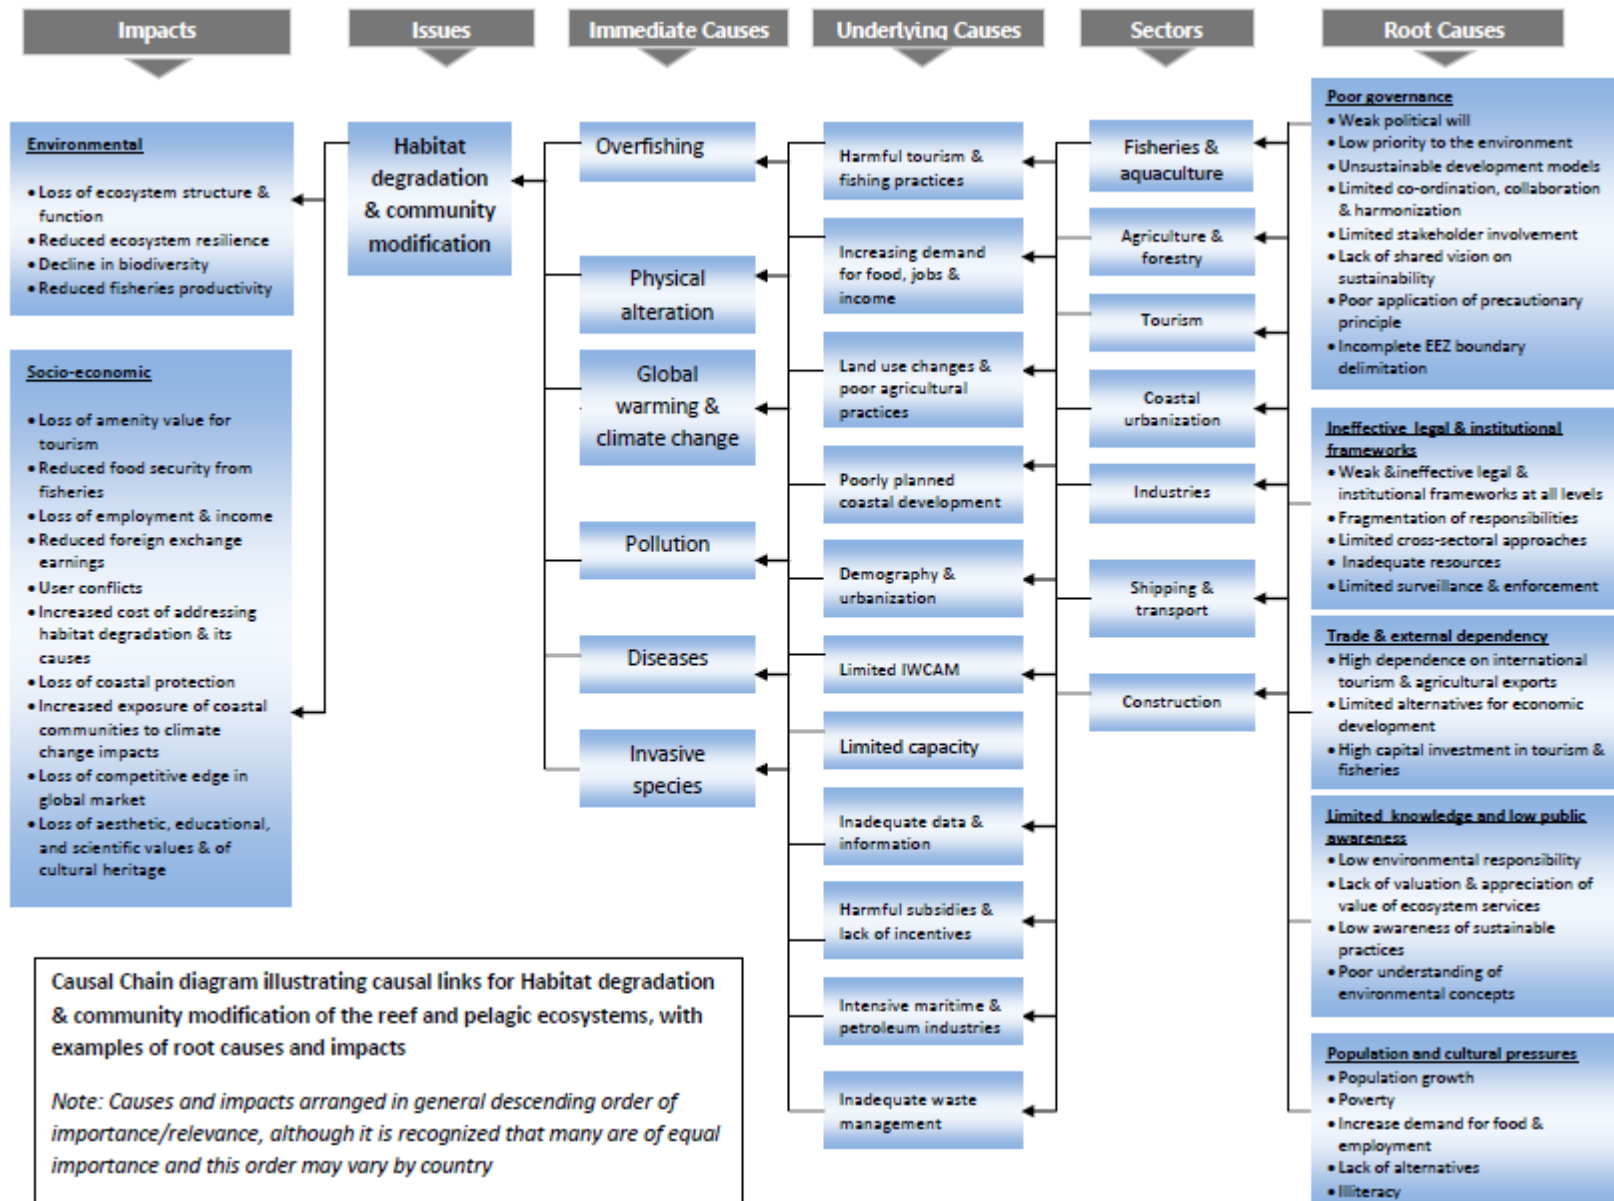 Impacts
Issues
Immediate Causes
Underlying Causes
Sectors
Root Causes
Environmental
• Loss of ecosystem structure &
function
• Reduced ecosystem resilience
• Decline in biodiversity
• Reduced fisheries productivity
Socio-economic
• Loss of amenity value for
tourism
• Reduced food security from
fisheries
• Loss of employment & income
• Reduced foreign exchange
earnings
• User conflicts
• Increased cost of addressing
habitat degradation & its
causes
• Loss of coastal protection
• Increased exposure of coastal
communities to climate
change impacts
• Loss of competitive edge in
global market
• Loss of aesthetic, educational,
and scientific values & of
cultural heritage
Habitat
degradation
& community
modification
Overfishing
Physical
alteration
Global
warming &
climate change
Pollution
Diseases
Invasive
species
Harmful tourism &
fishing practices
Increasing demand
for food, jobs &
income
Land use changes &
poor agricultural
practices
Poorly planned
coastal development
Demography &
urbanization
Limited IWCAM
Limited capacity
Inadequate data &
information
Harmful subsidies &
lack of incentives
Intensive maritime &
petroleum industries
Inadequate waste
management
Fisheries &
aquaculture
Agriculture &
forestry
Tourism
Coastal
urbanization
Industries
Shipping &
transport
Construction
Poor governance
• Weak political will
• Low priority to the environment
• Unsustainable development models
• Limited co-ordination, collaboration
& harmonization
• Limited stakeholder involvement
• Lack of shared vision on
sustainability
• Poor application of precautionary
principle
• Incomplete EEZ boundary
delimitation
Ineffective legal & institutional
frameworks
• Weak &ineffective legal &
institutional frameworks at all levels
• Fragmentation of responsibilities
• Limited cross-sectoral approaches
• Inadequate resources
• Limited surveillance & enforcement
Trade & external dependency
• High dependence on international
tourism & agricultural exports
• Limited alternatives for economic
development
• High capital investment in tourism &
fisheries
Limited knowledge and low public
awareness
• Low environmental responsibility
• Lack of valuation & appreciation of
value of ecosystem services
• Low awareness of sustainable
practices
• Poor understanding of
environmental concepts
Population and cultural pressures
• Population growth
• Poverty
• Increase demand for food &
employment
• Lack of alternatives
• Illiteracy
Causal Chain diagram illustrating causal links for Habitat degradation
& community modification of the reef and pelagic ecosystems, with
examples of root causes and impacts
Note: Causes and impacts arranged in general descending order of
importance/relevance, although it is recognized that many are of equal
importance and this order may vary by country